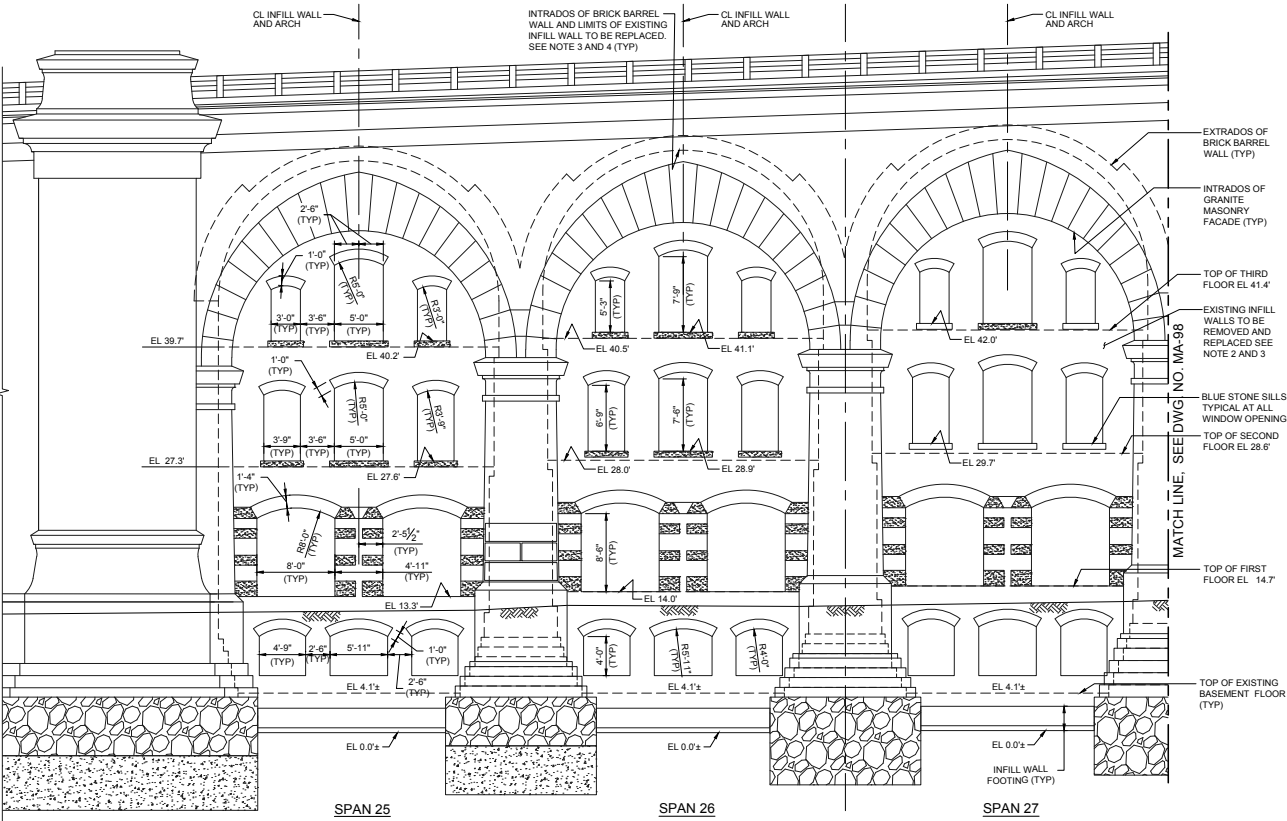 CL INFILL WALL
AND ARCH
INTRADOS OF BRICK BARREL
WALL AND LIMITS OF EXISTING
INFILL WALL TO BE REPLACED.
SEE NOTE 3 AND 4 (TYP)
CL INFILL WALL
AND ARCH
CL INFILL WALL
AND ARCH
EXTRADOS OF
BRICK BARREL
WALL (TYP)
INTRADOS OF
GRANITE
MASONRY
FACADE (TYP)
TOP OF THIRD
FLOOR EL 41.4'
EXISTING INFILL
WALLS TO BE
REMOVED AND
REPLACED SEE
NOTE 2 AND 3
BLUE STONE SILLS
TYPICAL AT ALL
WINDOW OPENING
TOP OF SECOND
FLOOR EL 28.6'
MATCH LINE, SEE DWG. NO. MA-98
TOP OF FIRST
FLOOR EL 14.7'
TOP OF EXISTING
BASEMENT FLOOR
(TYP)
2'-6"
(TYP)
1'-0"
(TYP)
R5'-0"
(TYP)
R3'-0"
(TYP)
3'-0"
(TYP)
3'-6"
(TYP)
5'-0"
(TYP)
EL 39.7'
EL 40.2'
5'-3"
(TYP)
7'-9"
(TYP)
EL 40.5'
EL 41.1'
EL 42.0'
1'-0"
(TYP)
R5'-0"
(TYP)
R3'-9"
(TYP)
3'-9"
(TYP)
3'-6"
(TYP)
5'-0"
(TYP)
EL 27.3'
EL 27.6'
6'-9"
(TYP)
7'-6"
(TYP)
EL 28.0'
EL 28.9'
EL 29.7'
1'-4"
(TYP)
R8'-0"
(TYP)
2'-5½"
(TYP)
8'-0"
(TYP)
4'-11"
(TYP)
8'-6"
(TYP)
EL 13.3'
EL 14.0'
4'-9"
(TYP)
2'-6"
(TYP)
5'-11"
1'-0"
(TYP)
2'-6"
(TYP)
4'-0"
(TYP)
R5'-11"
(TYP)
R4'-0"
(TYP)
EL 4.1'±
EL 4.1'±
EL 4.1'±
EL 0.0'±
EL 0.0'±
EL 0.0'±
INFILL WALL
FOOTING (TYP)
SPAN 25
SPAN 26
SPAN 27